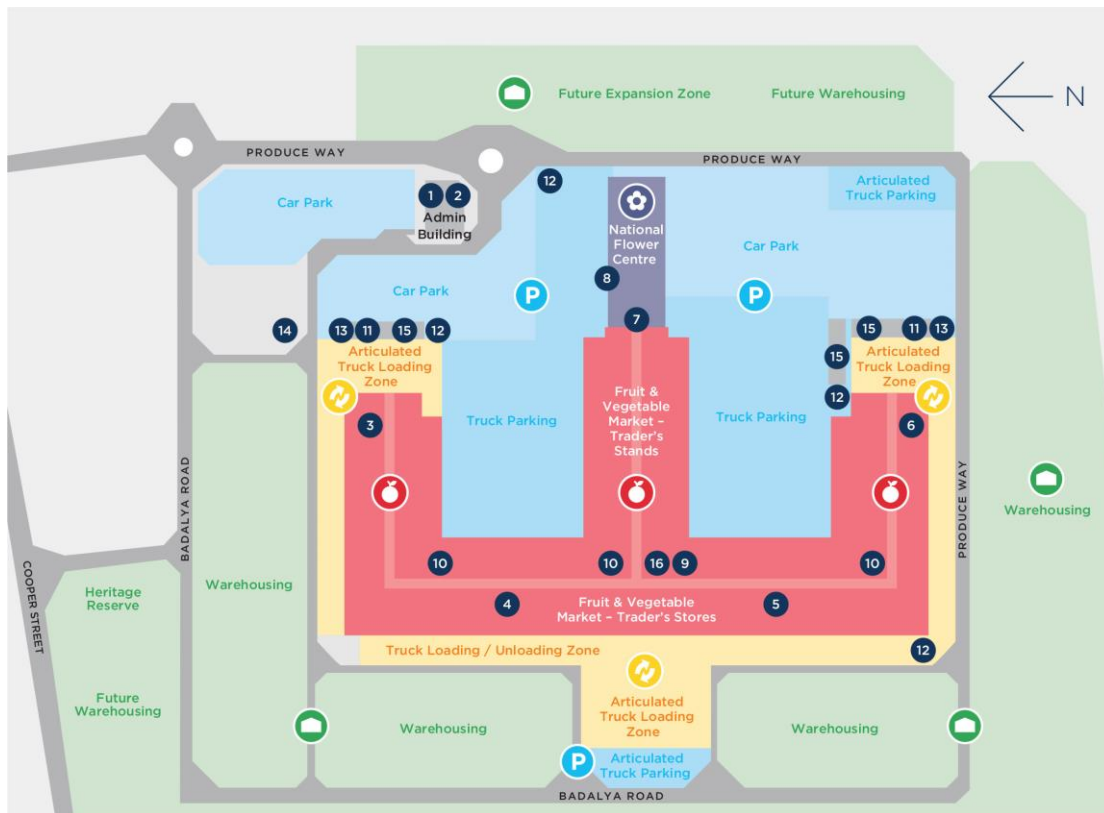 Future Expansion Zone
Future Warehousing
N
PRODUCE WAY
PRODUCE WAY
Car Park
1
2
Admin
Building
12
National
Flower
Centre
Articulated
Truck Parking
Car Park
8
Car Park
P
P
7
14
13
11
15
12
15
11
13
Articulated
Truck Loading
Zone
15
Articulated
Truck Loading
Zone
12
3
Truck Parking
Fruit &
Vegetable
Market –
Trader's
Stands
Truck Parking
6
BADALYA ROAD
PRODUCE WAY
Warehousing
10
10
16
9
10
COOPER STREET
Heritage
Reserve
Warehousing
4
Fruit & Vegetable
Market – Trader's Stores
5
Truck Loading / Unloading Zone
12
Future
Warehousing
Warehousing
Articulated
Truck Loading
Zone
Warehousing
P
Articulated
Truck Parking
BADALYA ROAD